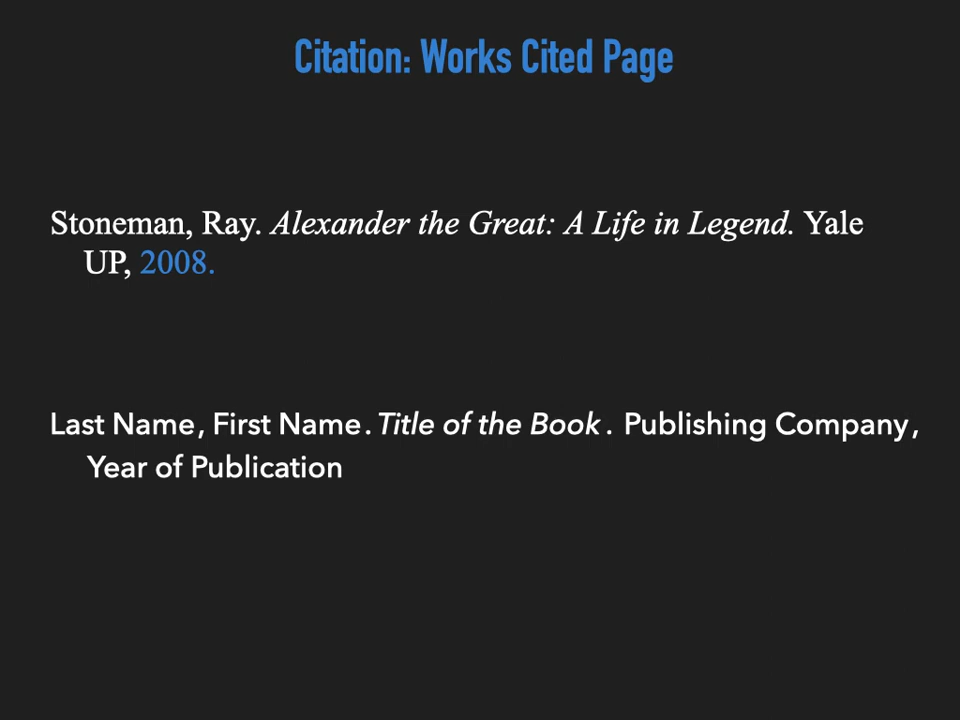 Citation: Works Cited Page
Stoneman, Ray. Alexander the Great: A Life in Legend. Yale
UP, 2008.
Last Name, First Name. Title of the Book. Publishing Company,
Year of Publication